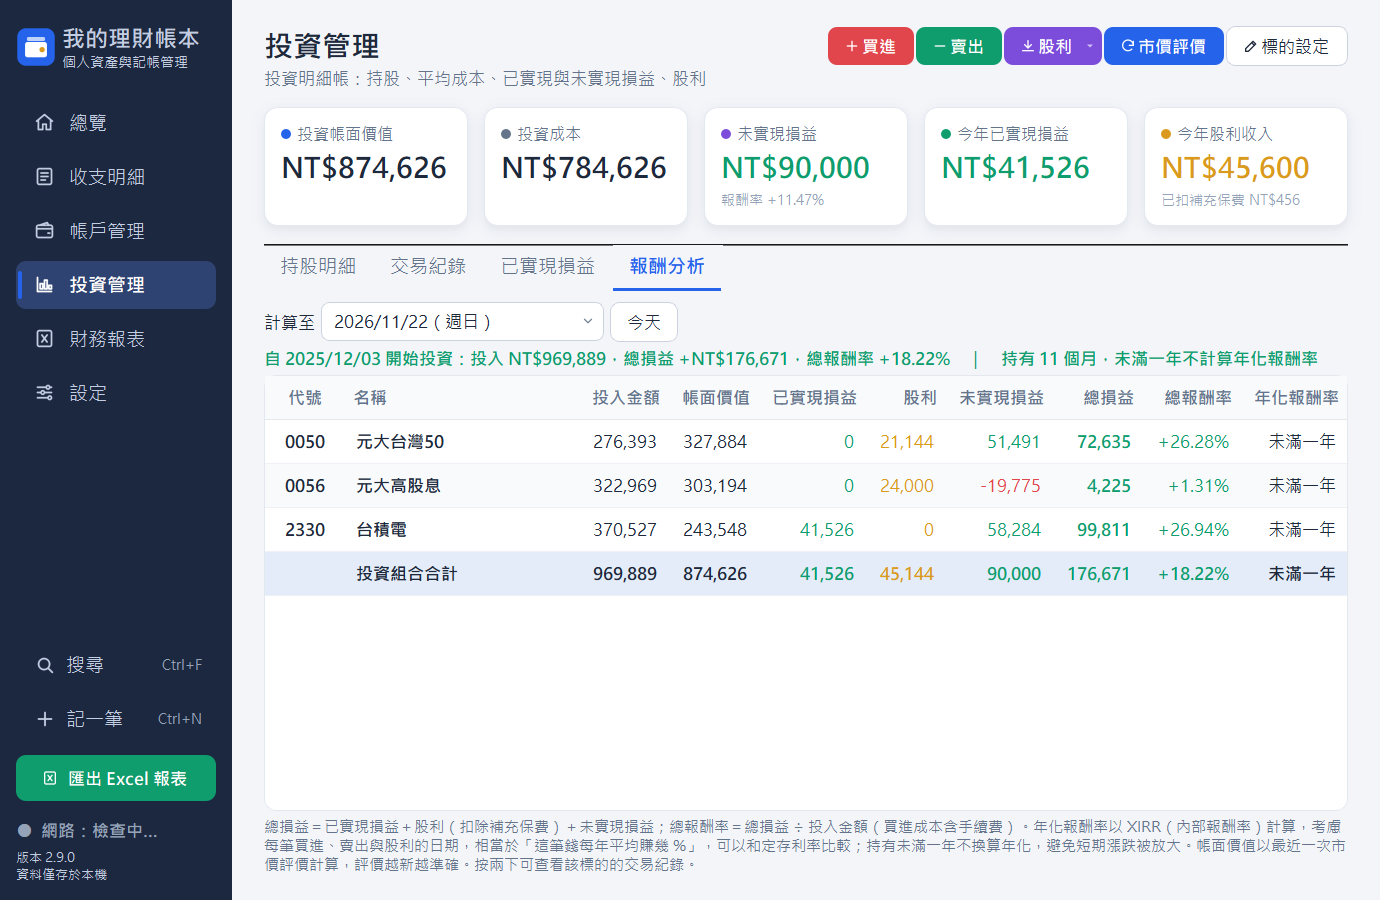 我的理財帳本
個人資產與記帳管理
總覽
收支明細
帳戶管理
投資管理
財務報表
設定
搜尋 Ctrl+F
記一筆 Ctrl+N
匯出 Excel 報表
網路：檢查中...
版本 2.9.0
資料僅存於本機
投資管理
投資明細帳：持股、平均成本、已實現與未實現損益、股利
買進 賣出 股利 市價評價 標的設定
投資帳面價值 投資成本 未實現損益 今年已實現損益 今年股利收入
NT$874,626 NT$784,626 NT$90,000 NT$41,526 NT$45,600
報酬率 +11.47% 已扣補充保費 NT$456
持股明細 交易紀錄 已實現損益 報酬分析
計算至 2026/11/22（週日） 今天
自 2025/12/03 開始投資：投入 NT$969,889 · 總損益 +NT$176,671 · 總報酬率 +18.22% ｜ 持有 11 個月 · 未滿一年不計算年化報酬率
代號 名稱 投入金額 帳面價值 已實現損益 股利 未實現損益 總損益 總報酬率 年化報酬率
0050 元大台灣50 276,393 327,884 0 21,144 51,491 72,635 +26.28% 未滿一年
0056 元大高股息 322,969 303,194 0 24,000 -19,775 4,225 +1.31% 未滿一年
2330 台積電 370,527 243,548 41,526 0 58,284 99,811 +26.94% 未滿一年
投資組合合計 969,889 874,626 41,526 45,144 90,000 176,671 +18.22% 未滿一年
總損益＝已實現損益＋股利（扣除補充保費）＋未實現損益；總報酬率＝總損益 ÷ 投入金額（買進成本含手續費）。年化報酬率以 XIRR（內部報酬率）計算，考慮
每筆買進、賣出與股利的日期，相當於「這筆錢每年平均賺幾 %」，可以和定存利率比較；持有未滿一年不換算年化，避免短期漲跌被放大。帳面價值以最近一次市
價評價計算，評價越新越準確。按兩下可查看該標的的交易紀錄。